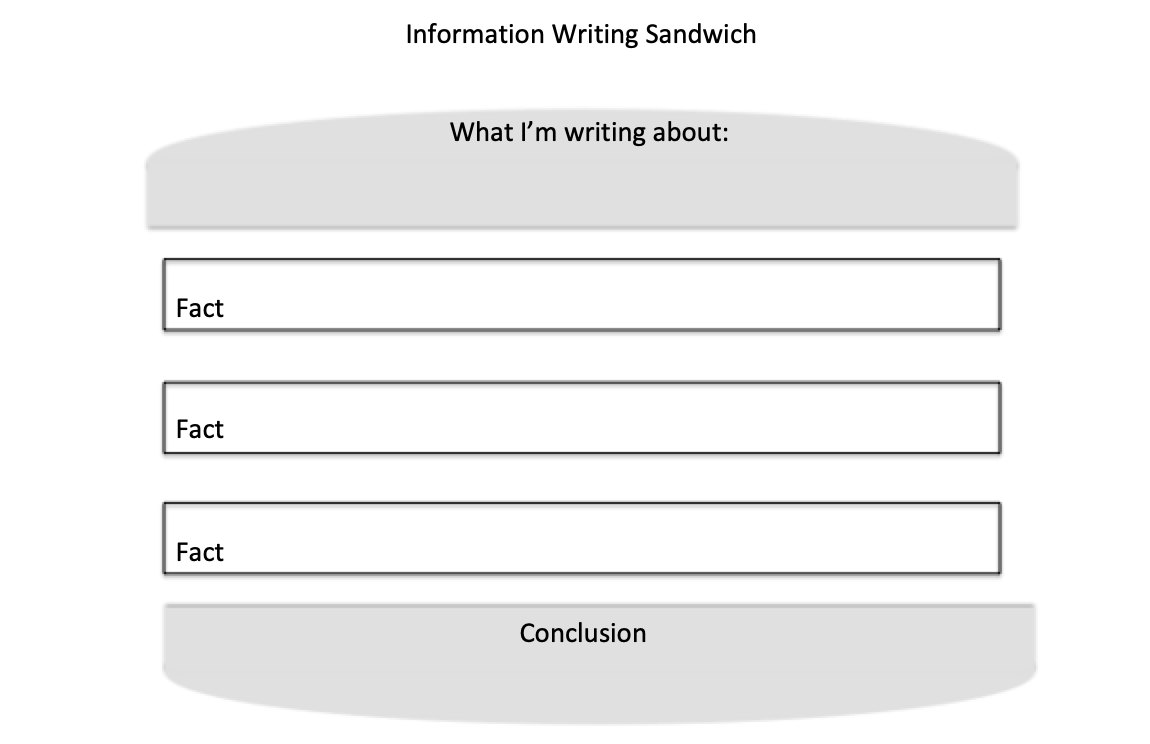 Information Writing Sandwich
What I’m writing about:
Fact
Fact
Fact
Conclusion